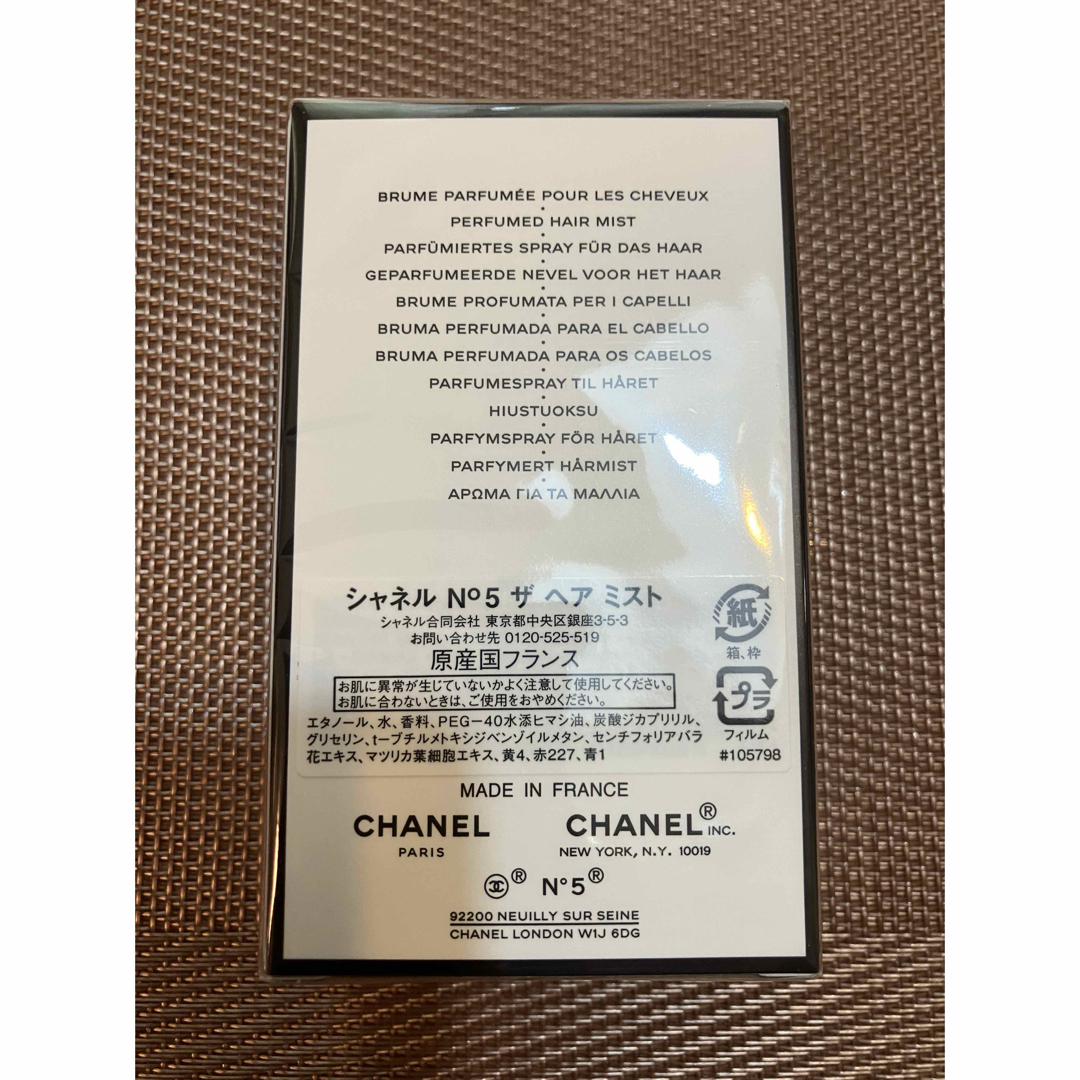 BRUME PARFUMÉE POUR LES CHEVEUX
PERFUMED HAIR MIST
PARFÜMIERTES SPRAY FÜR DAS HAAR
GEPARFUMEERDE NEVEL VOOR HET HAAR
BRUME PROFUMATA PER I CAPELLI
BRUMA PERFUMADA PARA EL CABELLO
BRUMA PERFUMADA PARA OS CABELOS
PARFUMESPRAY TIL HÅRET
HIUSTUOKSU
PARFYMSPRAY FÖR HÅRET
PARFYMERT HÅRMIST
ΑΡΩΜΑ ΓΙΑ ΤΑ ΜΑΛΛΙΑ
シャネル Nº5 ザ ヘア ミスト
シャネル合同会社 東京都中央区銀座3-5-3
お問い合わせ先 0120-525-519
原産国フランス
お肌に異常が生じていないかよく注意して使用してください。
お肌に合わないときは、ご使用をおやめください。
エタノール、水、香料、PEG-40水添ヒマシ油、炭酸ジカプリリル、
グリセリン、t-ブチルメトキシジベンゾイルメタン、センチフォリアバラ
花エキス、マツリカ葉細胞エキス、黄4、赤227、青1
紙
箱、枠
プラ
フィルム
#105798
MADE IN FRANCE
CHANEL
PARIS
CHANEL® INC.
NEW YORK, N.Y. 10019
® N°5®
92200 NEUILLY SUR SEINE
CHANEL LONDON W1J 6DG